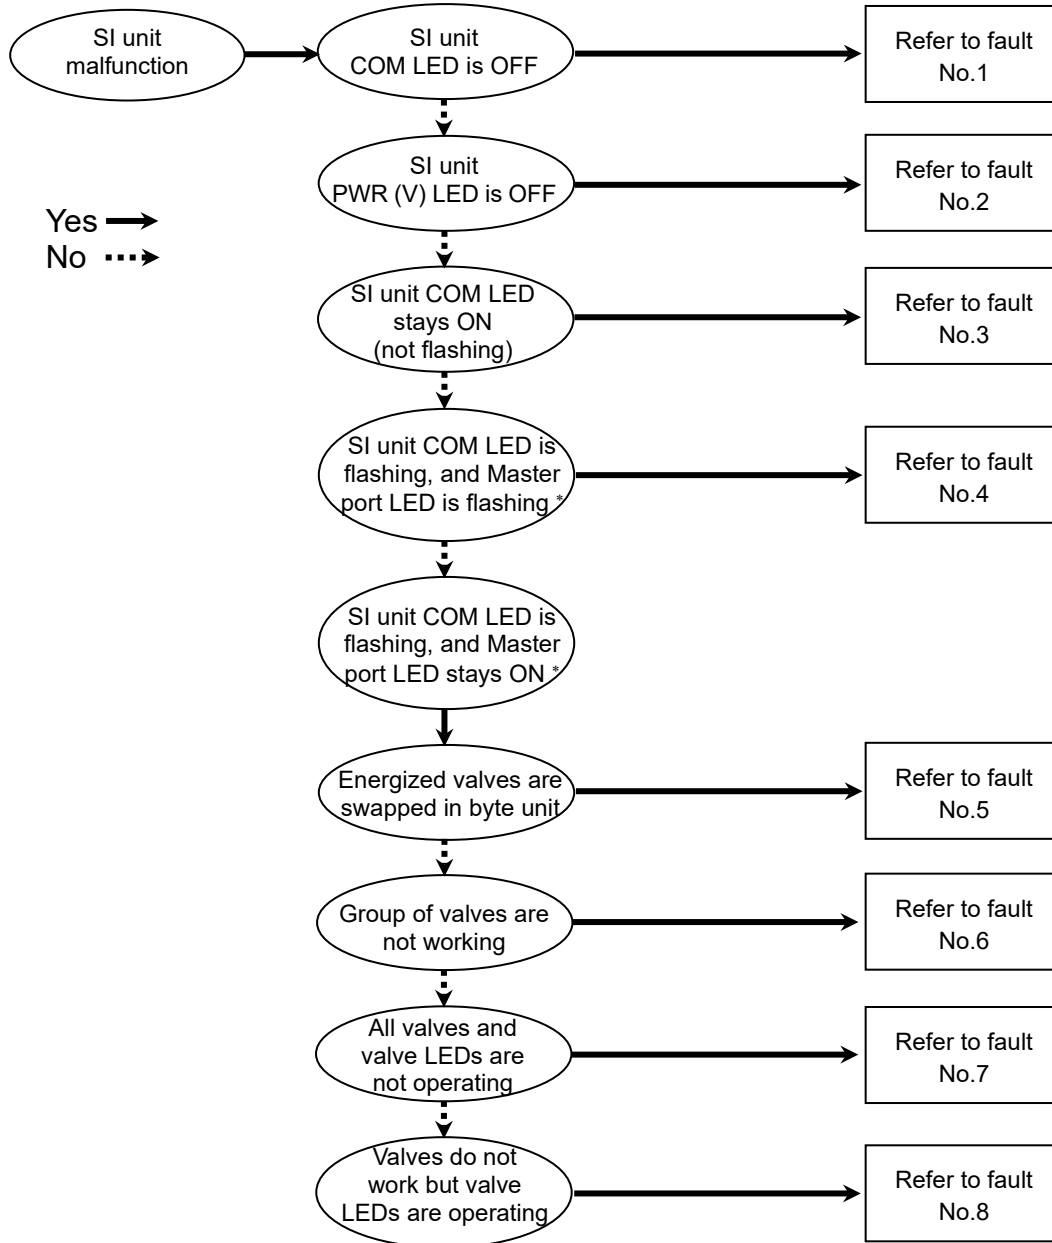 SI unit
malfunction
SI unit
COM LED is OFF
Refer to fault
No.1
SI unit
PWR (V) LED is OFF
Refer to fault
No.2
Yes
No
SI unit COM LED
stays ON
(not flashing)
Refer to fault
No.3
SI unit COM LED is
flashing, and Master
port LED is flashing *
Refer to fault
No.4
SI unit COM LED is
flashing, and Master
port LED stays ON *
Energized valves are
swapped in byte unit
Refer to fault
No.5
Group of valves are
not working
Refer to fault
No.6
All valves and
valve LEDs are
not operating
Refer to fault
No.7
Valves do not
work but valve
LEDs are operating
Refer to fault
No.8